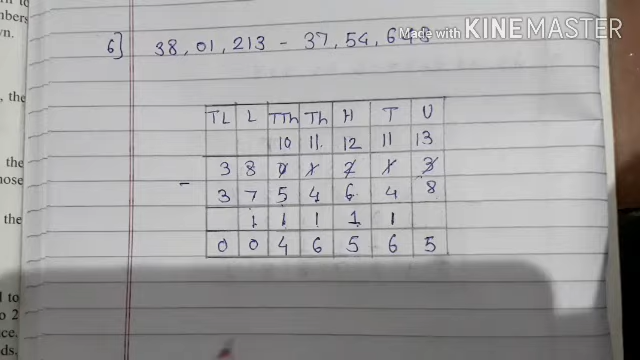 6] 38,01,213 - 37,54,648
Made with KINEMASTER
TL L TTh Th H T U
10 11 12 11 13
3 8 0 1 2 1 3
- 3 7 5 4 6 4 8
1 1 1 1 1
0 0 4 6 5 6 5
the
the
the
to
ce.